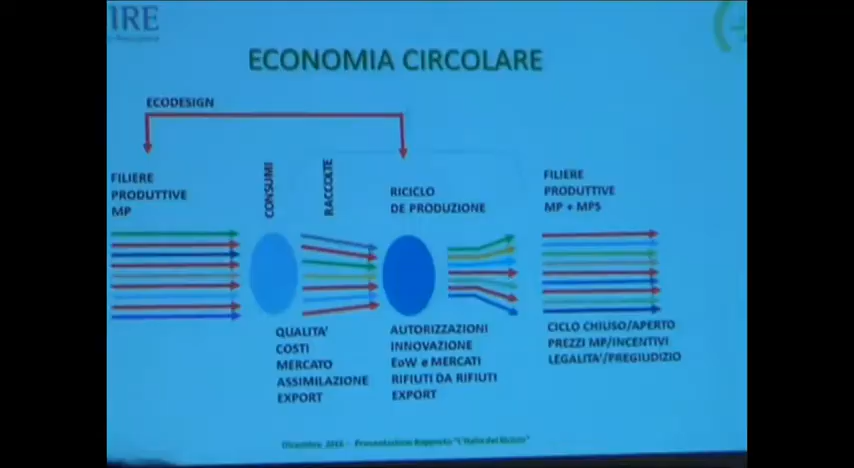 IRE
ECONOMIA CIRCOLARE
ECODESIGN
FILIERE
PRODUTTIVE
MP
CONSUMI
RACCOLTE
RICICLO
DE PRODUZIONE
FILIERE
PRODUTTIVE
MP + MPS
QUALITA'
COSTI
MERCATO
ASSIMILAZIONE
EXPORT
AUTORIZZAZIONI
INNOVAZIONE
EoW e MERCATI
RIFIUTI DA RIFIUTI
EXPORT
CICLO CHIUSO/APERTO
PREZZI MP/INCENTIVI
LEGALITA'/PREGIUDIZIO
Dicembre - Presentazione Rapporto "L'Italia del Riciclo"